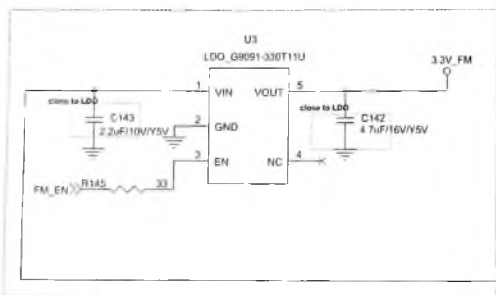 U3
LDO_G9091-330T11U
3.3V_FM
1 VIN VOUT 5
close to LDO
C143
2.2uF/10V/Y5V
2 GND
close to LDO
C142
4.7uF/16V/Y5V
3 EN NC 4
FM_EN R145 33